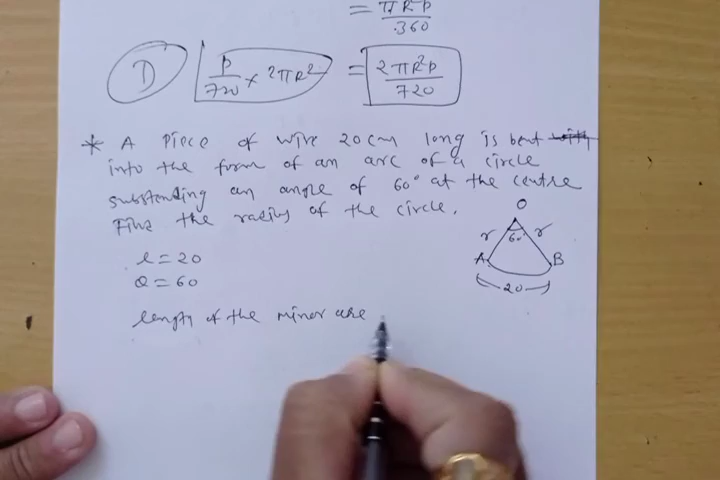 = πR²p
360
D p/720 × 2πR² = 2πR²p/720
* A piece of wire 20cm long is bent with
into the form of an arc of a circle
substending an angle of 60° at the centre
Find the radius of the circle.
O
r 60° r
A B
20
l = 20
θ = 60
length of the minor arc